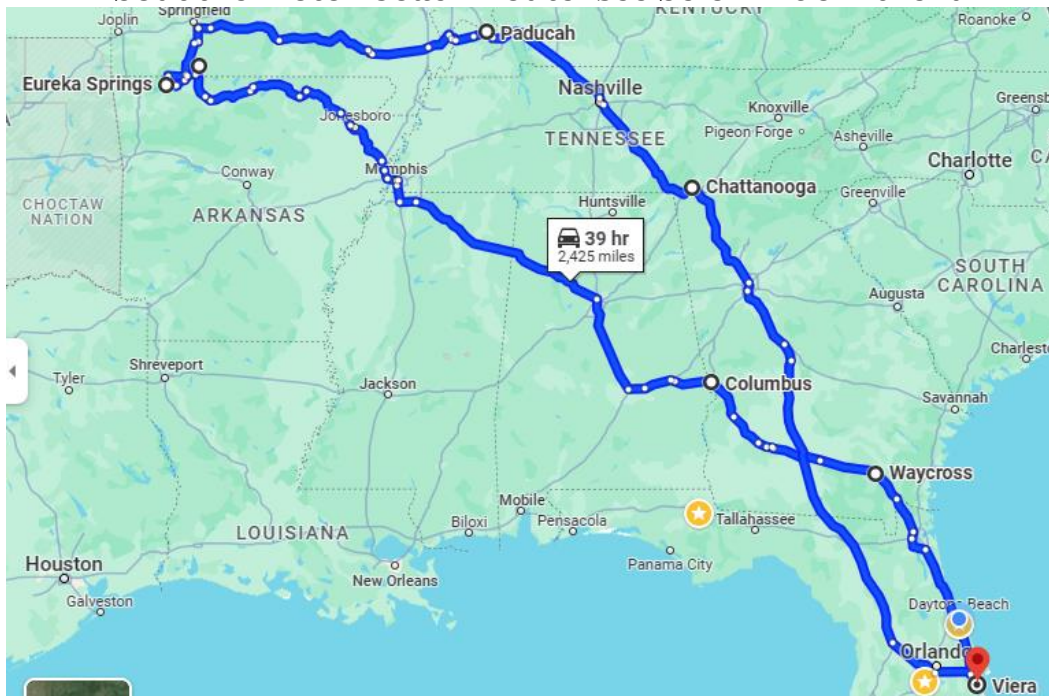 Joplin
Springfield
KENTUCKY
Roanoke
Paducah
Eureka Springs
Nashville
Jonesboro
Knoxville
Greensb
TENNESSEE
Pigeon Forge
Asheville
Conway
Memphis
Chattanooga
Charlotte
CHOCTAW
NATION
ARKANSAS
Huntsville
Greenville
39 hr
2,425 miles
SOUTH
CAROLINA
Augusta
Charlest
Shreveport
Tyler
Jackson
Columbus
Savannah
Waycross
Mobile
LOUISIANA
Biloxi
Pensacola
Tallahassee
Houston
New Orleans
Panama City
Galveston
Daytona Beach
Orlando
Viera